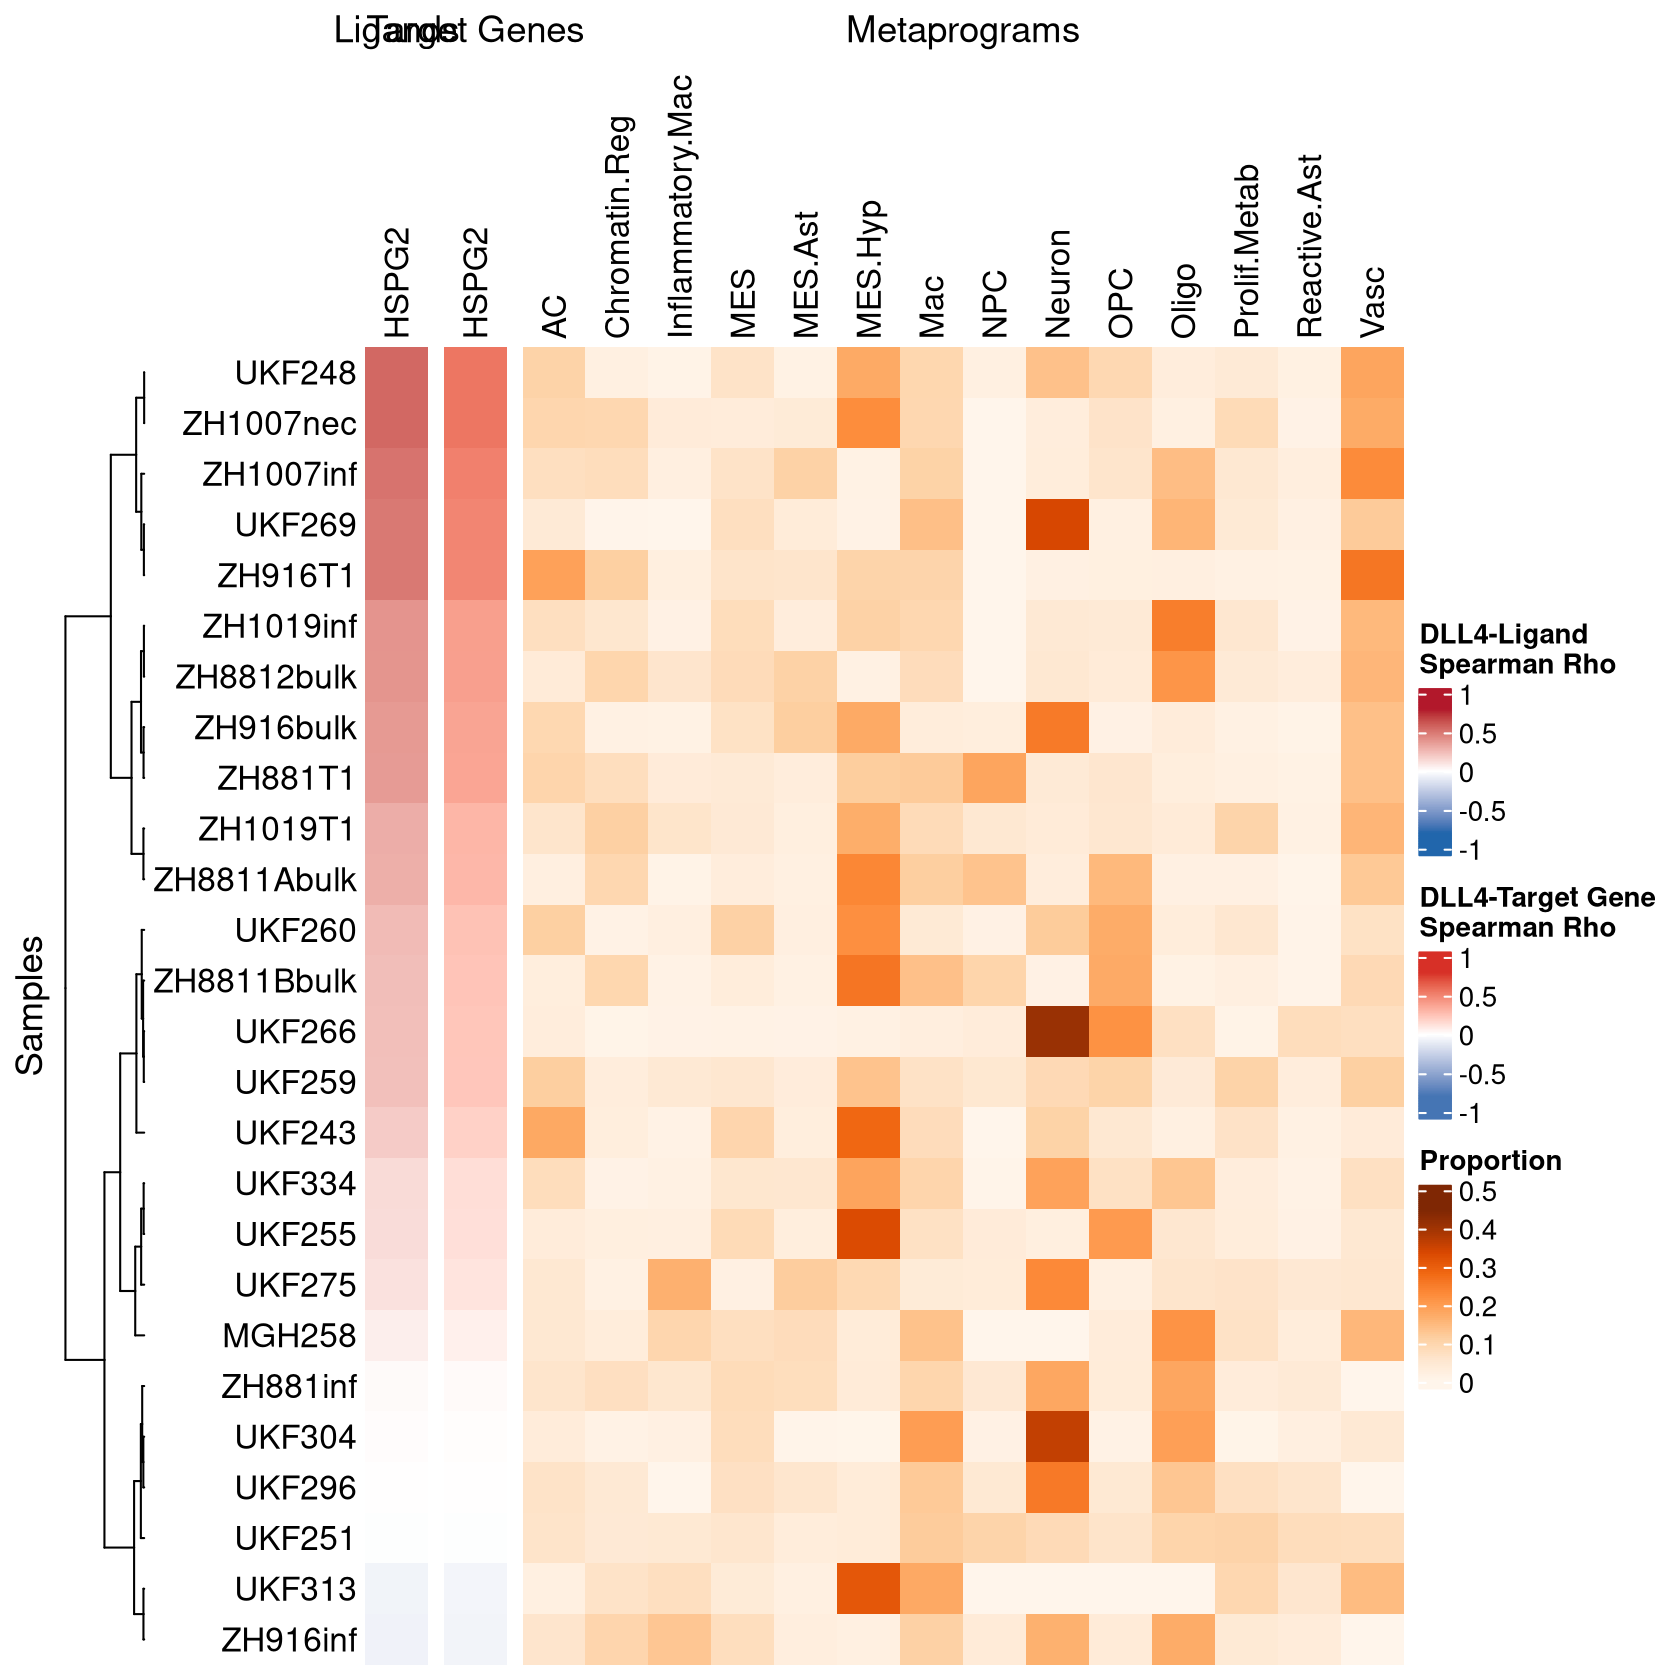 Ligands
Target Genes
Metaprograms
HSPG2
HSPG2
AC
Chromatin.Reg
Inflammatory.Mac
MES
MES.Ast
MES.Hyp
Mac
NPC
Neuron
OPC
Oligo
Prolif.Metab
Reactive.Ast
Vasc
Samples
UKF248
ZH1007nec
ZH1007inf
UKF269
ZH916T1
ZH1019inf
ZH8812bulk
ZH916bulk
ZH881T1
ZH1019T1
ZH8811Abulk
UKF260
ZH8811Bbulk
UKF266
UKF259
UKF243
UKF334
UKF255
UKF275
MGH258
ZH881inf
UKF304
UKF296
UKF251
UKF313
ZH916inf
DLL4-Ligand
Spearman Rho
1
0.5
0
-0.5
-1
DLL4-Target Gene
Spearman Rho
1
0.5
0
-0.5
-1
Proportion
0.5
0.4
0.3
0.2
0.1
0